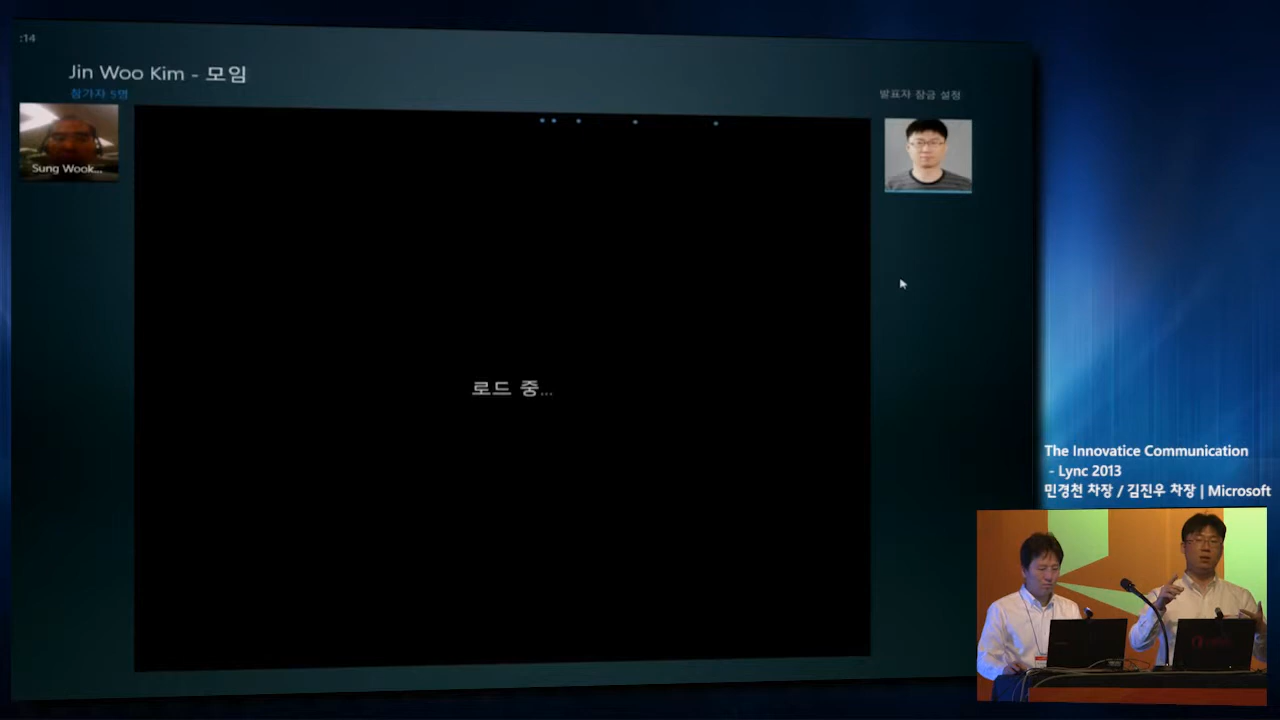 :14
Jin Woo Kim - 모임
참가자 5명
발표자 잠금 설정
Sung Wook...
로드 중...
The Innovatice Communication
- Lync 2013
민경천 차장 / 김진우 차장 | Microsoft